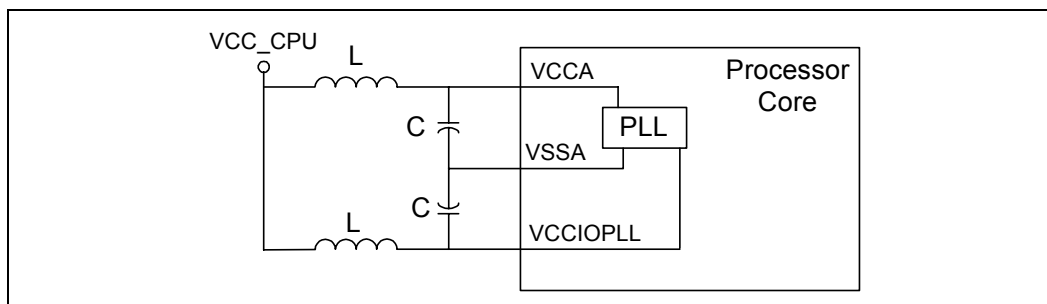 VCC_CPU
L
VCCA
Processor
Core
C
PLL
VSSA
C
L
VCCIOPLL